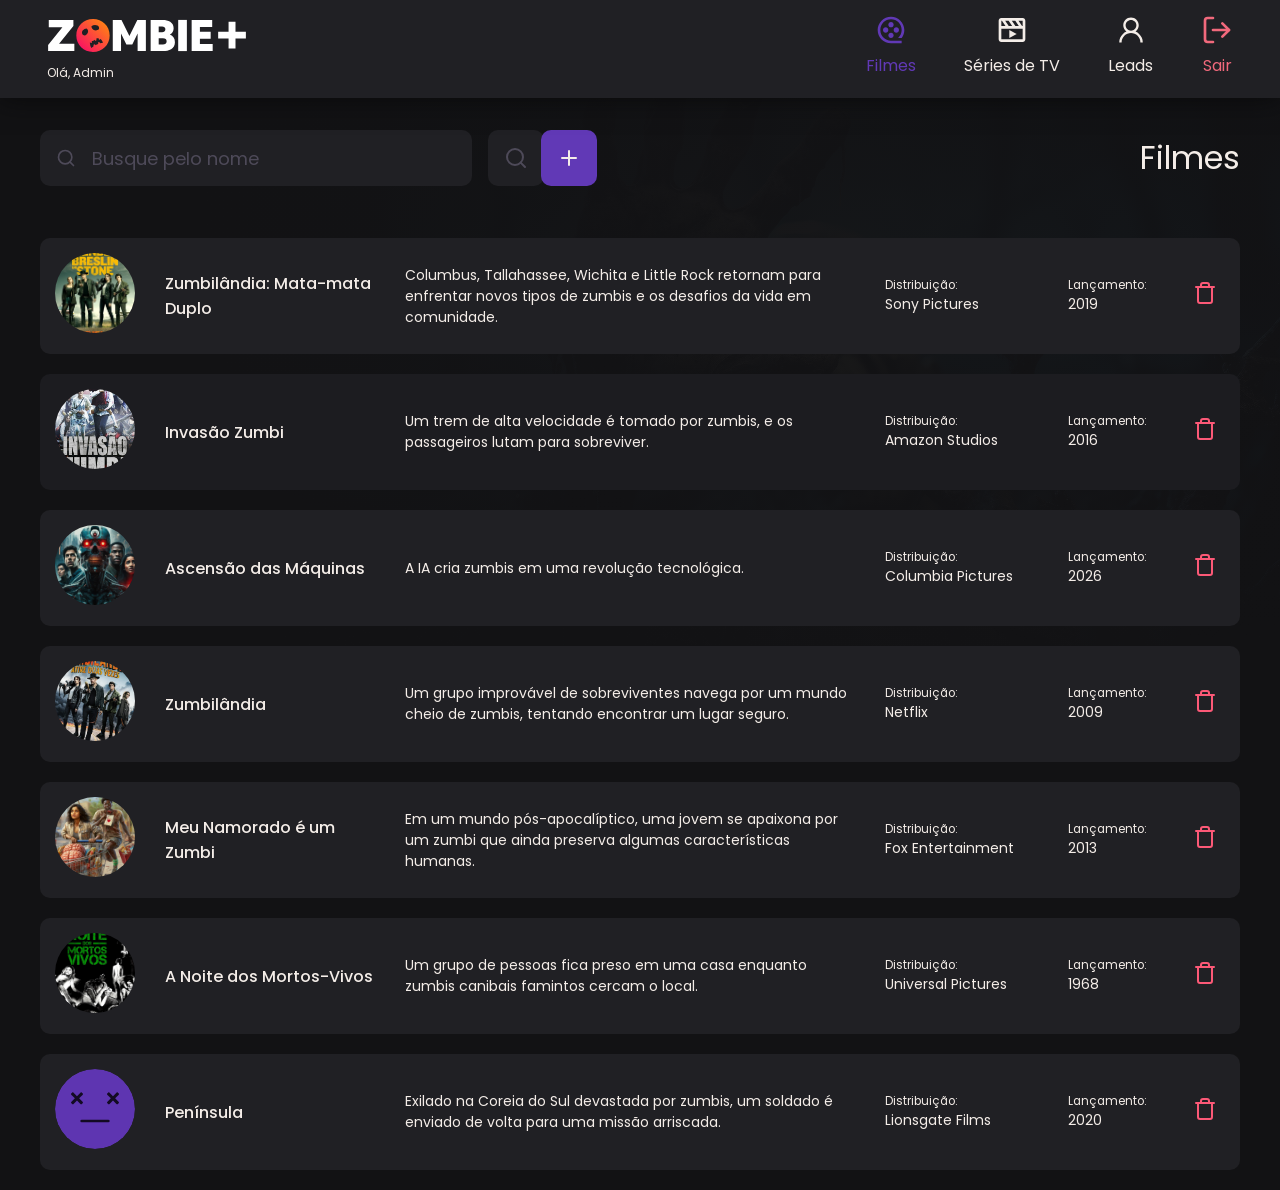 ZOMBIE+
Olá, Admin
Filmes
Séries de TV
Leads
Sair
Busque pelo nome
Filmes
BRESLIN STONE
Zumbilândia: Mata-mata
Duplo
Columbus, Tallahassee, Wichita e Little Rock retornam para
enfrentar novos tipos de zumbis e os desafios da vida em
comunidade.
Distribuição:
Sony Pictures
Lançamento:
2019
INVASÃO
ZUMBI
Invasão Zumbi
Um trem de alta velocidade é tomado por zumbis, e os
passageiros lutam para sobreviver.
Distribuição:
Amazon Studios
Lançamento:
2016
Ascensão das Máquinas
A IA cria zumbis em uma revolução tecnológica.
Distribuição:
Columbia Pictures
Lançamento:
2026
Zumbilândia
Um grupo improvável de sobreviventes navega por um mundo
cheio de zumbis, tentando encontrar um lugar seguro.
Distribuição:
Netflix
Lançamento:
2009
Meu Namorado é um
Zumbi
Em um mundo pós-apocalíptico, uma jovem se apaixona por
um zumbi que ainda preserva algumas características
humanas.
Distribuição:
Fox Entertainment
Lançamento:
2013
NOITE
DOS
MORTOS
VIVOS
A Noite dos Mortos-Vivos
Um grupo de pessoas fica preso em uma casa enquanto
zumbis canibais famintos cercam o local.
Distribuição:
Universal Pictures
Lançamento:
1968
Península
Exilado na Coreia do Sul devastada por zumbis, um soldado é
enviado de volta para uma missão arriscada.
Distribuição:
Lionsgate Films
Lançamento:
2020